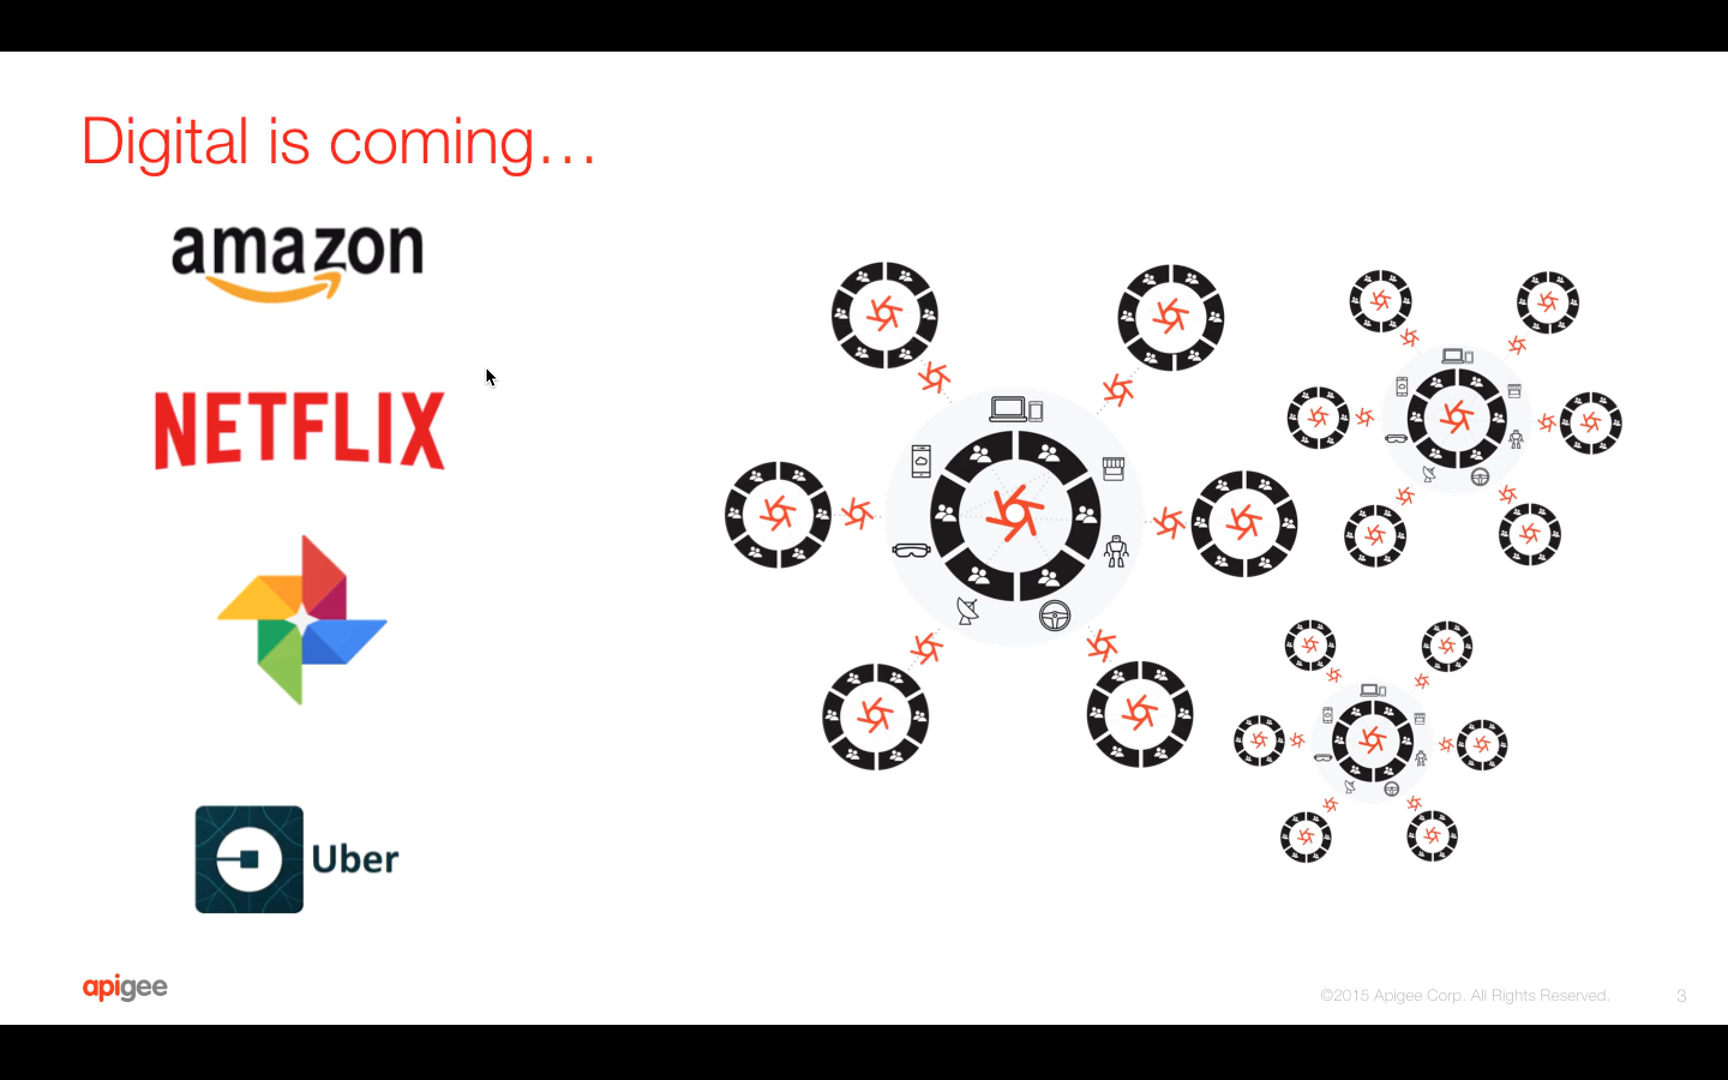 Digital is coming…
amazon
NETFLIX
Uber
apigee
©2015 Apigee Corp. All Rights Reserved.
3